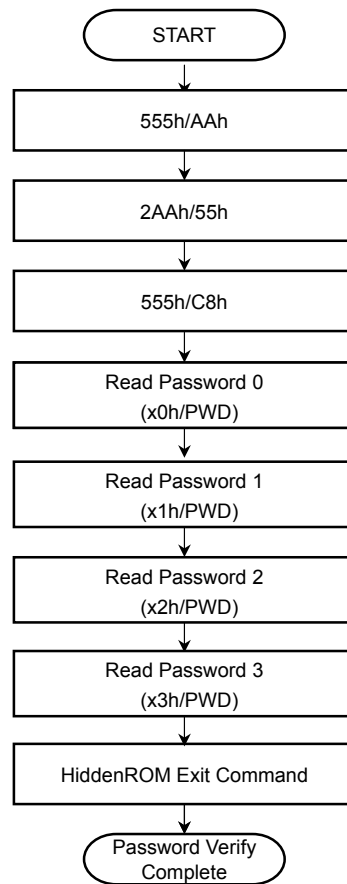 START
555h/AAh
2AAh/55h
555h/C8h
Read Password 0
(x0h/PWD)
Read Password 1
(x1h/PWD)
Read Password 2
(x2h/PWD)
Read Password 3
(x3h/PWD)
HiddenROM Exit Command
Password Verify
Complete